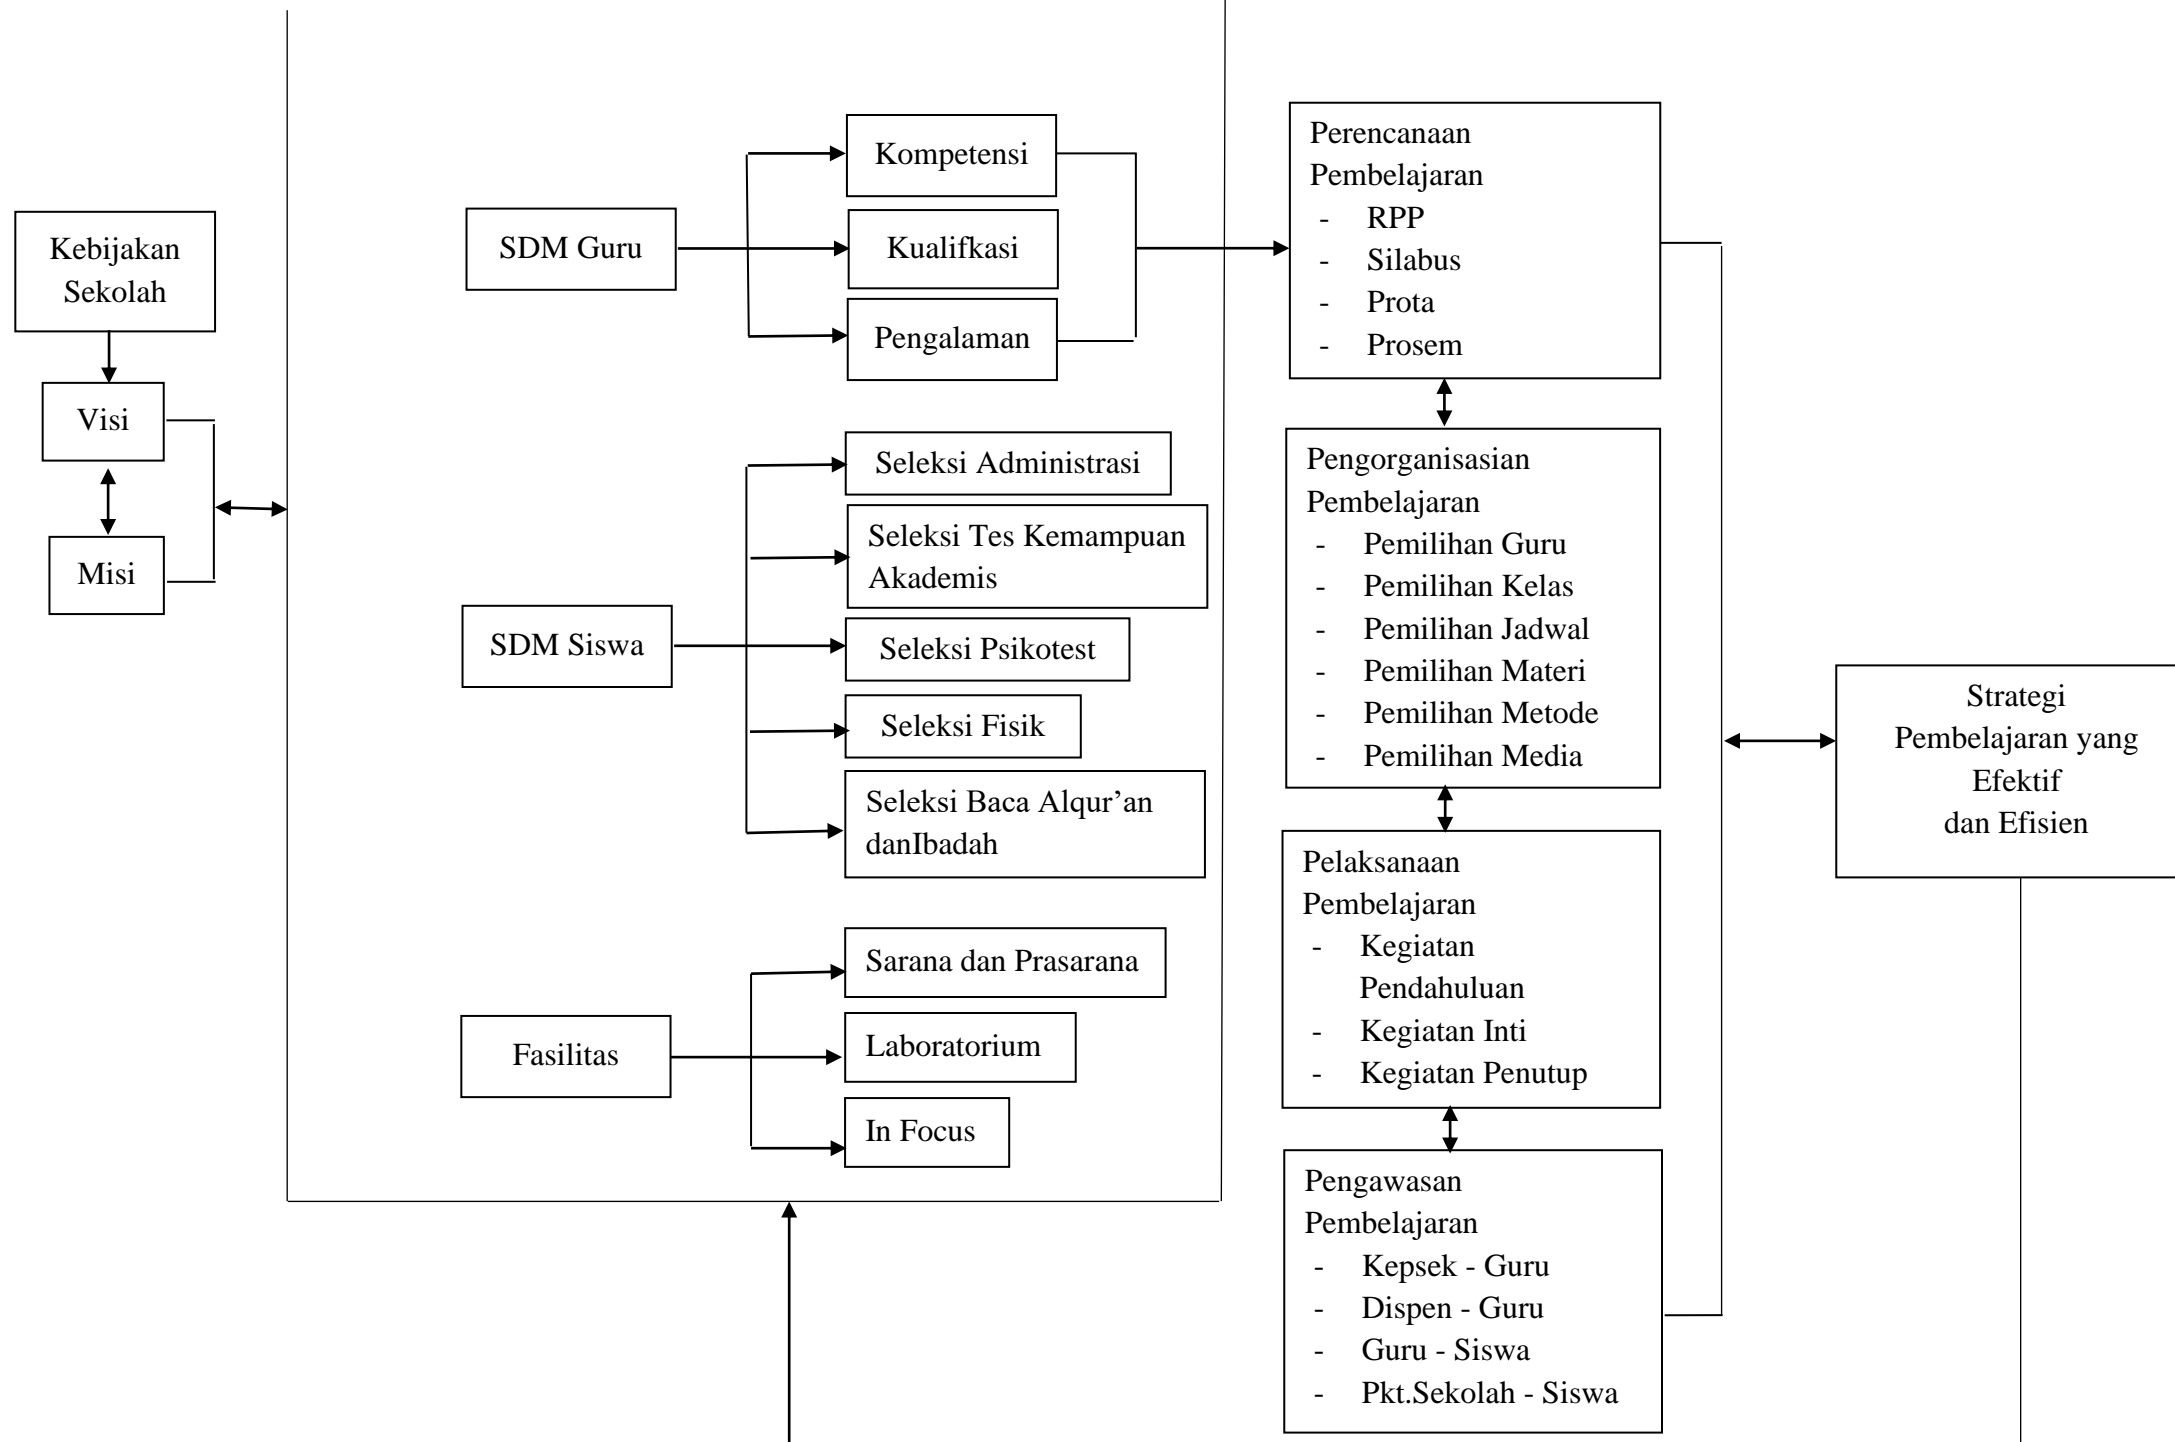 Kebijakan
Sekolah
Visi
Misi
SDM Guru
Kompetensi
Kualifkasi
Pengalaman
SDM Siswa
Seleksi Administrasi
Seleksi Tes Kemampuan
Akademis
Seleksi Psikotest
Seleksi Fisik
Seleksi Baca Alqur’an
danIbadah
Fasilitas
Sarana dan Prasarana
Laboratorium
In Focus
Perencanaan
Pembelajaran
- RPP
- Silabus
- Prota
- Prosem
Pengorganisasian
Pembelajaran
- Pemilihan Guru
- Pemilihan Kelas
- Pemilihan Jadwal
- Pemilihan Materi
- Pemilihan Metode
- Pemilihan Media
Pelaksanaan
Pembelajaran
- Kegiatan
Pendahuluan
- Kegiatan Inti
- Kegiatan Penutup
Pengawasan
Pembelajaran
- Kepsek - Guru
- Dispen - Guru
- Guru - Siswa
- Pkt.Sekolah - Siswa
Strategi
Pembelajaran yang
Efektif
dan Efisien